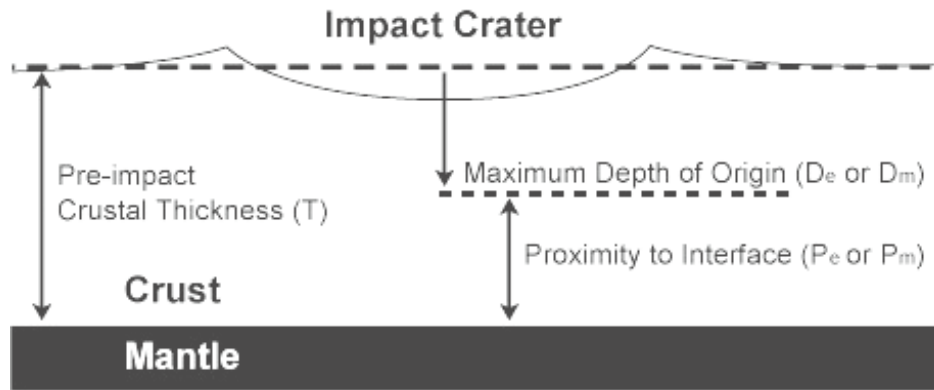 Impact Crater
Pre-impact
Crustal Thickness (T)
Maximum Depth of Origin (De or Dm)
Proximity to Interface (Pe or Pm)
Crust
Mantle